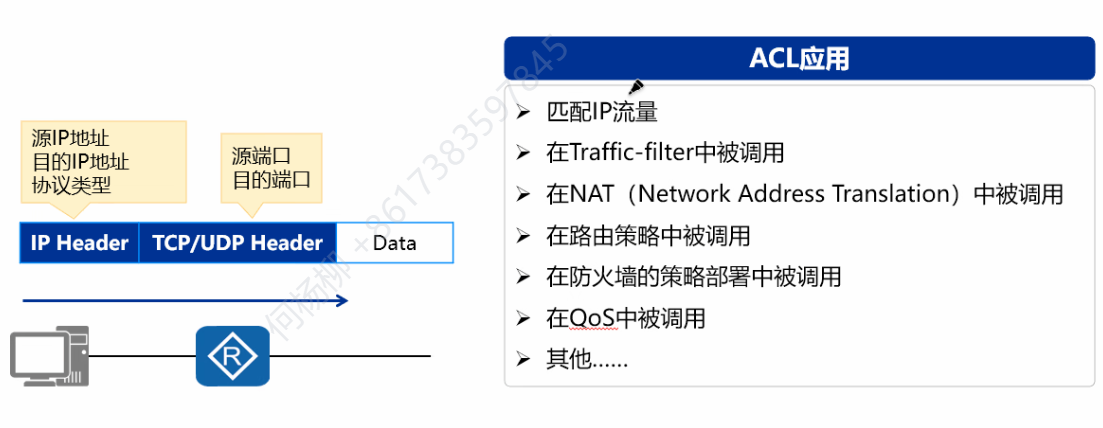 源IP地址
目的IP地址
协议类型
源端口
目的端口
IP Header
TCP/UDP Header
Data
R
ACL应用
➢ 匹配IP流量
➢ 在Traffic-filter中被调用
➢ 在NAT（Network Address Translation）中被调用
➢ 在路由策略中被调用
➢ 在防火墙的策略部署中被调用
➢ 在QoS中被调用
➢ 其他......
何杨柳 +8617383597845